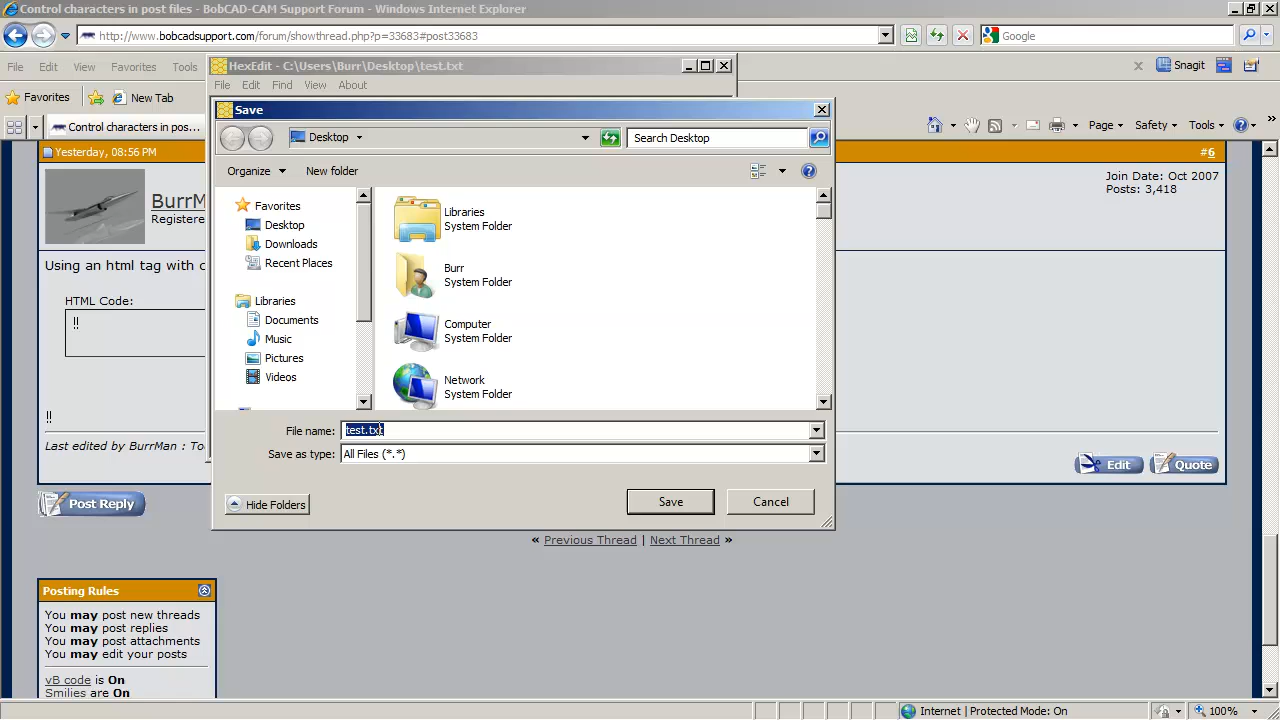 Control characters in post files - BobCAD-CAM Support Forum - Windows Internet Explorer
http://www.bobcadsupport.com/forum/showthread.php?p=33683#post33683
Google
File Edit View Favorites Tools
Snagit
Favorites
New Tab
Control characters in pos...
Page
Safety
Tools
HexEdit - C:\Users\Burr\Desktop\test.txt
File Edit Find View About
Save
Desktop
Search Desktop
Organize
New folder
Favorites
Desktop
Downloads
Recent Places
Libraries
Documents
Music
Pictures
Videos
Libraries
System Folder
Burr
System Folder
Computer
System Folder
Network
System Folder
File name:
test.txt
Save as type:
All Files (*.*)
Hide Folders
Save
Cancel
Yesterday, 08:56 PM
#6
BurrMan
Registere
Join Date: Oct 2007
Posts: 3,418
Using an html tag with c
HTML Code:
‼
‼
Last edited by BurrMan : Too
Edit
Quote
Post Reply
« Previous Thread | Next Thread »
Posting Rules
You may post new threads
You may post replies
You may post attachments
You may edit your posts
vB code is On
Smilies are On
Internet | Protected Mode: On
100%